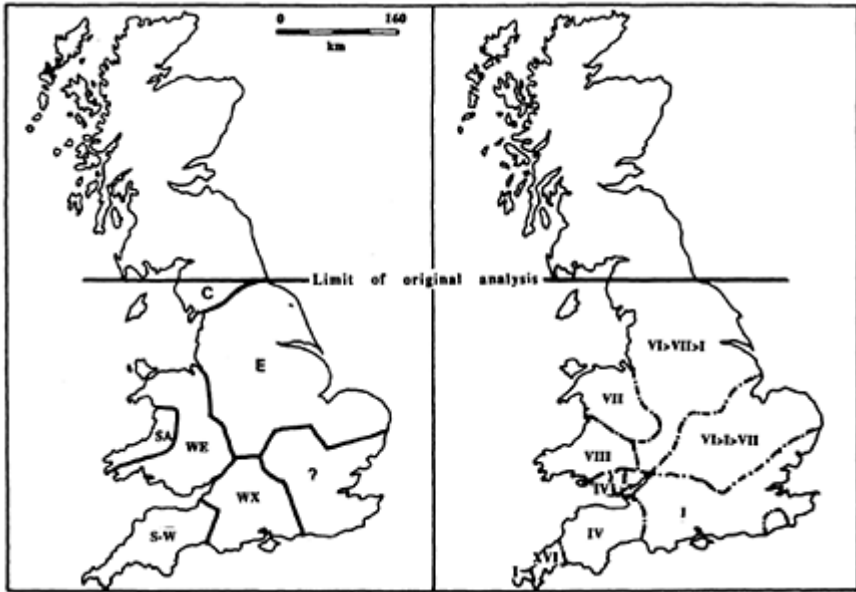 0 160
km
Limit of original analysis
C
E
SA
WE
?
WX
S-W
VI>VII>I
VII
VI>I>VII
VIII
I
IV
I
IV
XVI
I